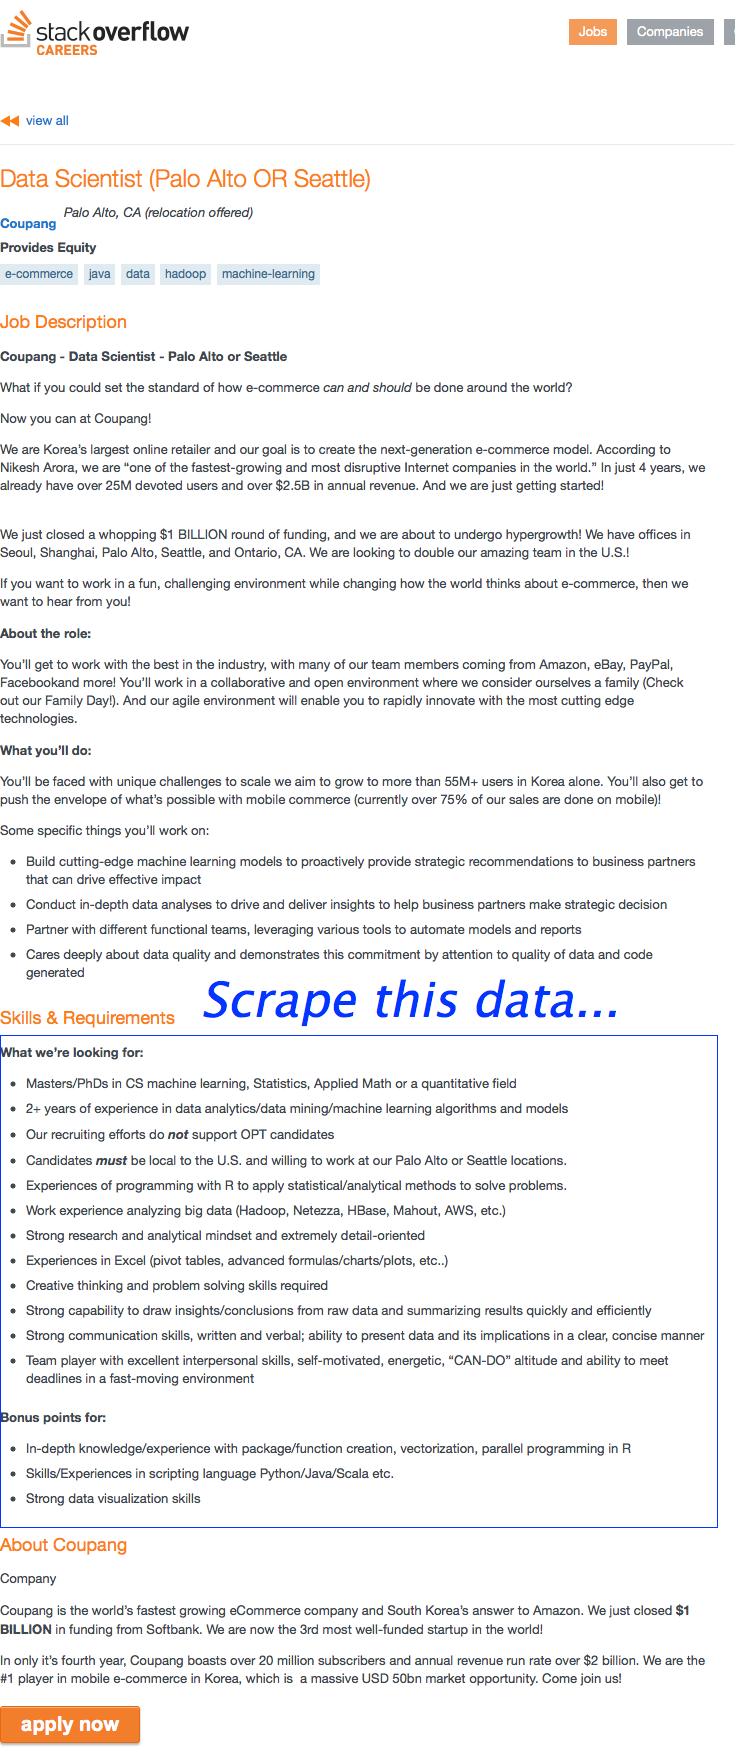 stackoverflow
CAREERS
Jobs
Companies
view all
Data Scientist (Palo Alto OR Seattle)
Coupang
Palo Alto, CA (relocation offered)
Provides Equity
e-commerce java data hadoop machine-learning
Job Description
Coupang - Data Scientist - Palo Alto or Seattle
What if you could set the standard of how e-commerce can and should be done around the world?
Now you can at Coupang!
We are Korea's largest online retailer and our goal is to create the next-generation e-commerce model. According to
Nikesh Arora, we are “one of the fastest-growing and most disruptive Internet companies in the world.” In just 4 years, we
already have over 25M devoted users and over $2.5B in annual revenue. And we are just getting started!
We just closed a whopping $1 BILLION round of funding, and we are about to undergo hypergrowth! We have offices in
Seoul, Shanghai, Palo Alto, Seattle, and Ontario, CA. We are looking to double our amazing team in the U.S.!
If you want to work in a fun, challenging environment while changing how the world thinks about e-commerce, then we
want to hear from you!
About the role:
You'll get to work with the best in the industry, with many of our team members coming from Amazon, eBay, PayPal,
Facebookand more! You'll work in a collaborative and open environment where we consider ourselves a family (Check
out our Family Day!). And our agile environment will enable you to rapidly innovate with the most cutting edge
technologies.
What you'll do:
You'll be faced with unique challenges to scale we aim to grow to more than 55M+ users in Korea alone. You'll also get to
push the envelope of what's possible with mobile commerce (currently over 75% of our sales are done on mobile)!
Some specific things you'll work on:
• Build cutting-edge machine learning models to proactively provide strategic recommendations to business partners
that can drive effective impact
• Conduct in-depth data analyses to drive and deliver insights to help business partners make strategic decision
• Partner with different functional teams, leveraging various tools to automate models and reports
• Cares deeply about data quality and demonstrates this commitment by attention to quality of data and code
generated
Scrape this data...
Skills & Requirements
What we're looking for:
• Masters/PhDs in CS machine learning, Statistics, Applied Math or a quantitative field
• 2+ years of experience in data analytics/data mining/machine learning algorithms and models
• Our recruiting efforts do not support OPT candidates
• Candidates must be local to the U.S. and willing to work at our Palo Alto or Seattle locations.
• Experiences of programming with R to apply statistical/analytical methods to solve problems.
• Work experience analyzing big data (Hadoop, Netezza, HBase, Mahout, AWS, etc.)
• Strong research and analytical mindset and extremely detail-oriented
• Experiences in Excel (pivot tables, advanced formulas/charts/plots, etc..)
• Creative thinking and problem solving skills required
• Strong capability to draw insights/conclusions from raw data and summarizing results quickly and efficiently
• Strong communication skills, written and verbal; ability to present data and its implications in a clear, concise manner
• Team player with excellent interpersonal skills, self-motivated, energetic, “CAN-DO” altitude and ability to meet
deadlines in a fast-moving environment
Bonus points for:
• In-depth knowledge/experience with package/function creation, vectorization, parallel programming in R
• Skills/Experiences in scripting language Python/Java/Scala etc.
• Strong data visualization skills
About Coupang
Company
Coupang is the world's fastest growing eCommerce company and South Korea's answer to Amazon. We just closed $1
BILLION in funding from Softbank. We are now the 3rd most well-funded startup in the world!
In only it's fourth year, Coupang boasts over 20 million subscribers and annual revenue run rate over $2 billion. We are the
#1 player in mobile e-commerce in Korea, which is a massive USD 50bn market opportunity. Come join us!
apply now